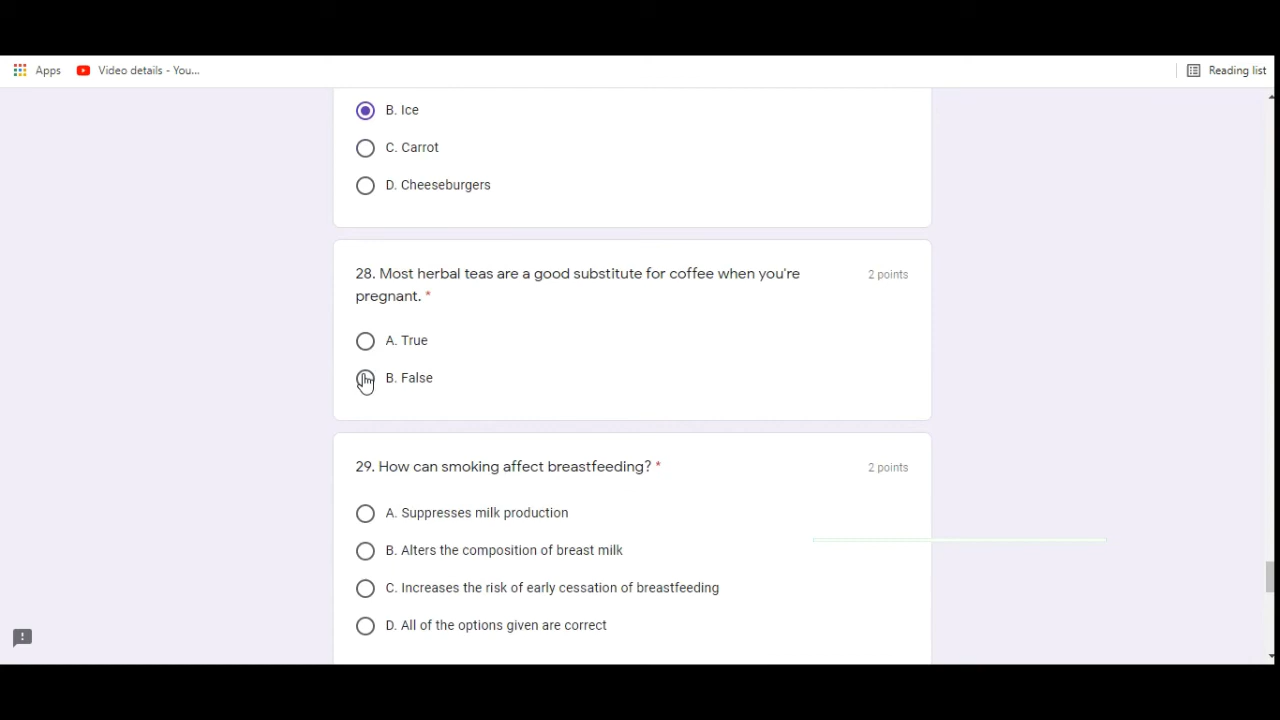 Apps
Video details - You...
Reading list
B. Ice
C. Carrot
D. Cheeseburgers
28. Most herbal teas are a good substitute for coffee when you're
pregnant. *
2 points
A. True
B. False
29. How can smoking affect breastfeeding? *
2 points
A. Suppresses milk production
B. Alters the composition of breast milk
C. Increases the risk of early cessation of breastfeeding
D. All of the options given are correct